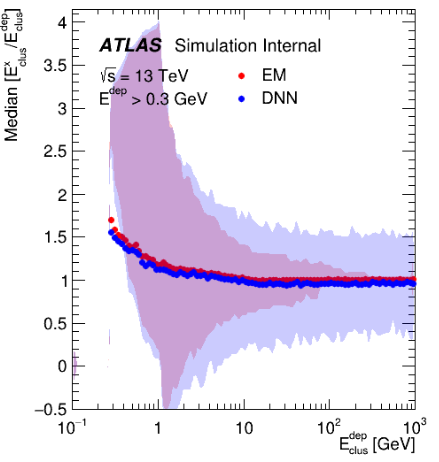 Median [E^x_clus/E^dep_clus]
ATLAS Simulation Internal
√s = 13 TeV
E^dep > 0.3 GeV
EM
DNN
4
3.5
3
2.5
2
1.5
1
0.5
0
−0.5
10^−1
1
10
10^2
10^3
E^dep_clus [GeV]